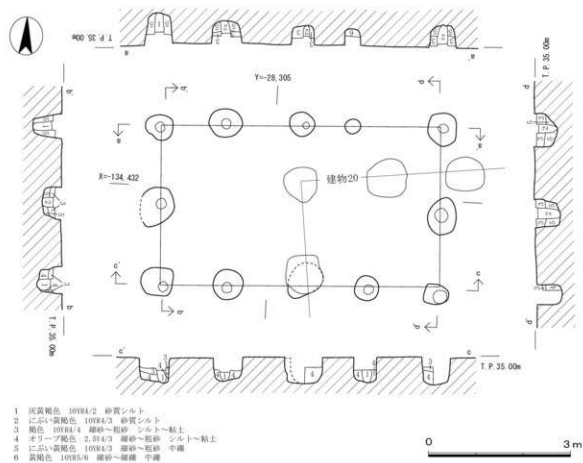 T.P. 35.00m
a
a'
Y=-28,305
T.P. 35.00m
b'
b
d
d'
X=-134,432
建物20
c'
c
T.P. 35.00m
T.P. 35.00m
1 灰黄褐色 10YR4/2 砂質シルト
2 にぶい黄褐色 10YR4/3 砂質シルト
3 褐色 10YR4/4 細砂～粗砂 シルト～粘土
4 オリーブ褐色 2.5Y4/3 細砂～粗砂 シルト～粘土
5 にぶい黄褐色 10YR4/3 細砂～粗砂 中礫
6 黄褐色 10YR5/6 細砂～細礫 中礫
0 3m